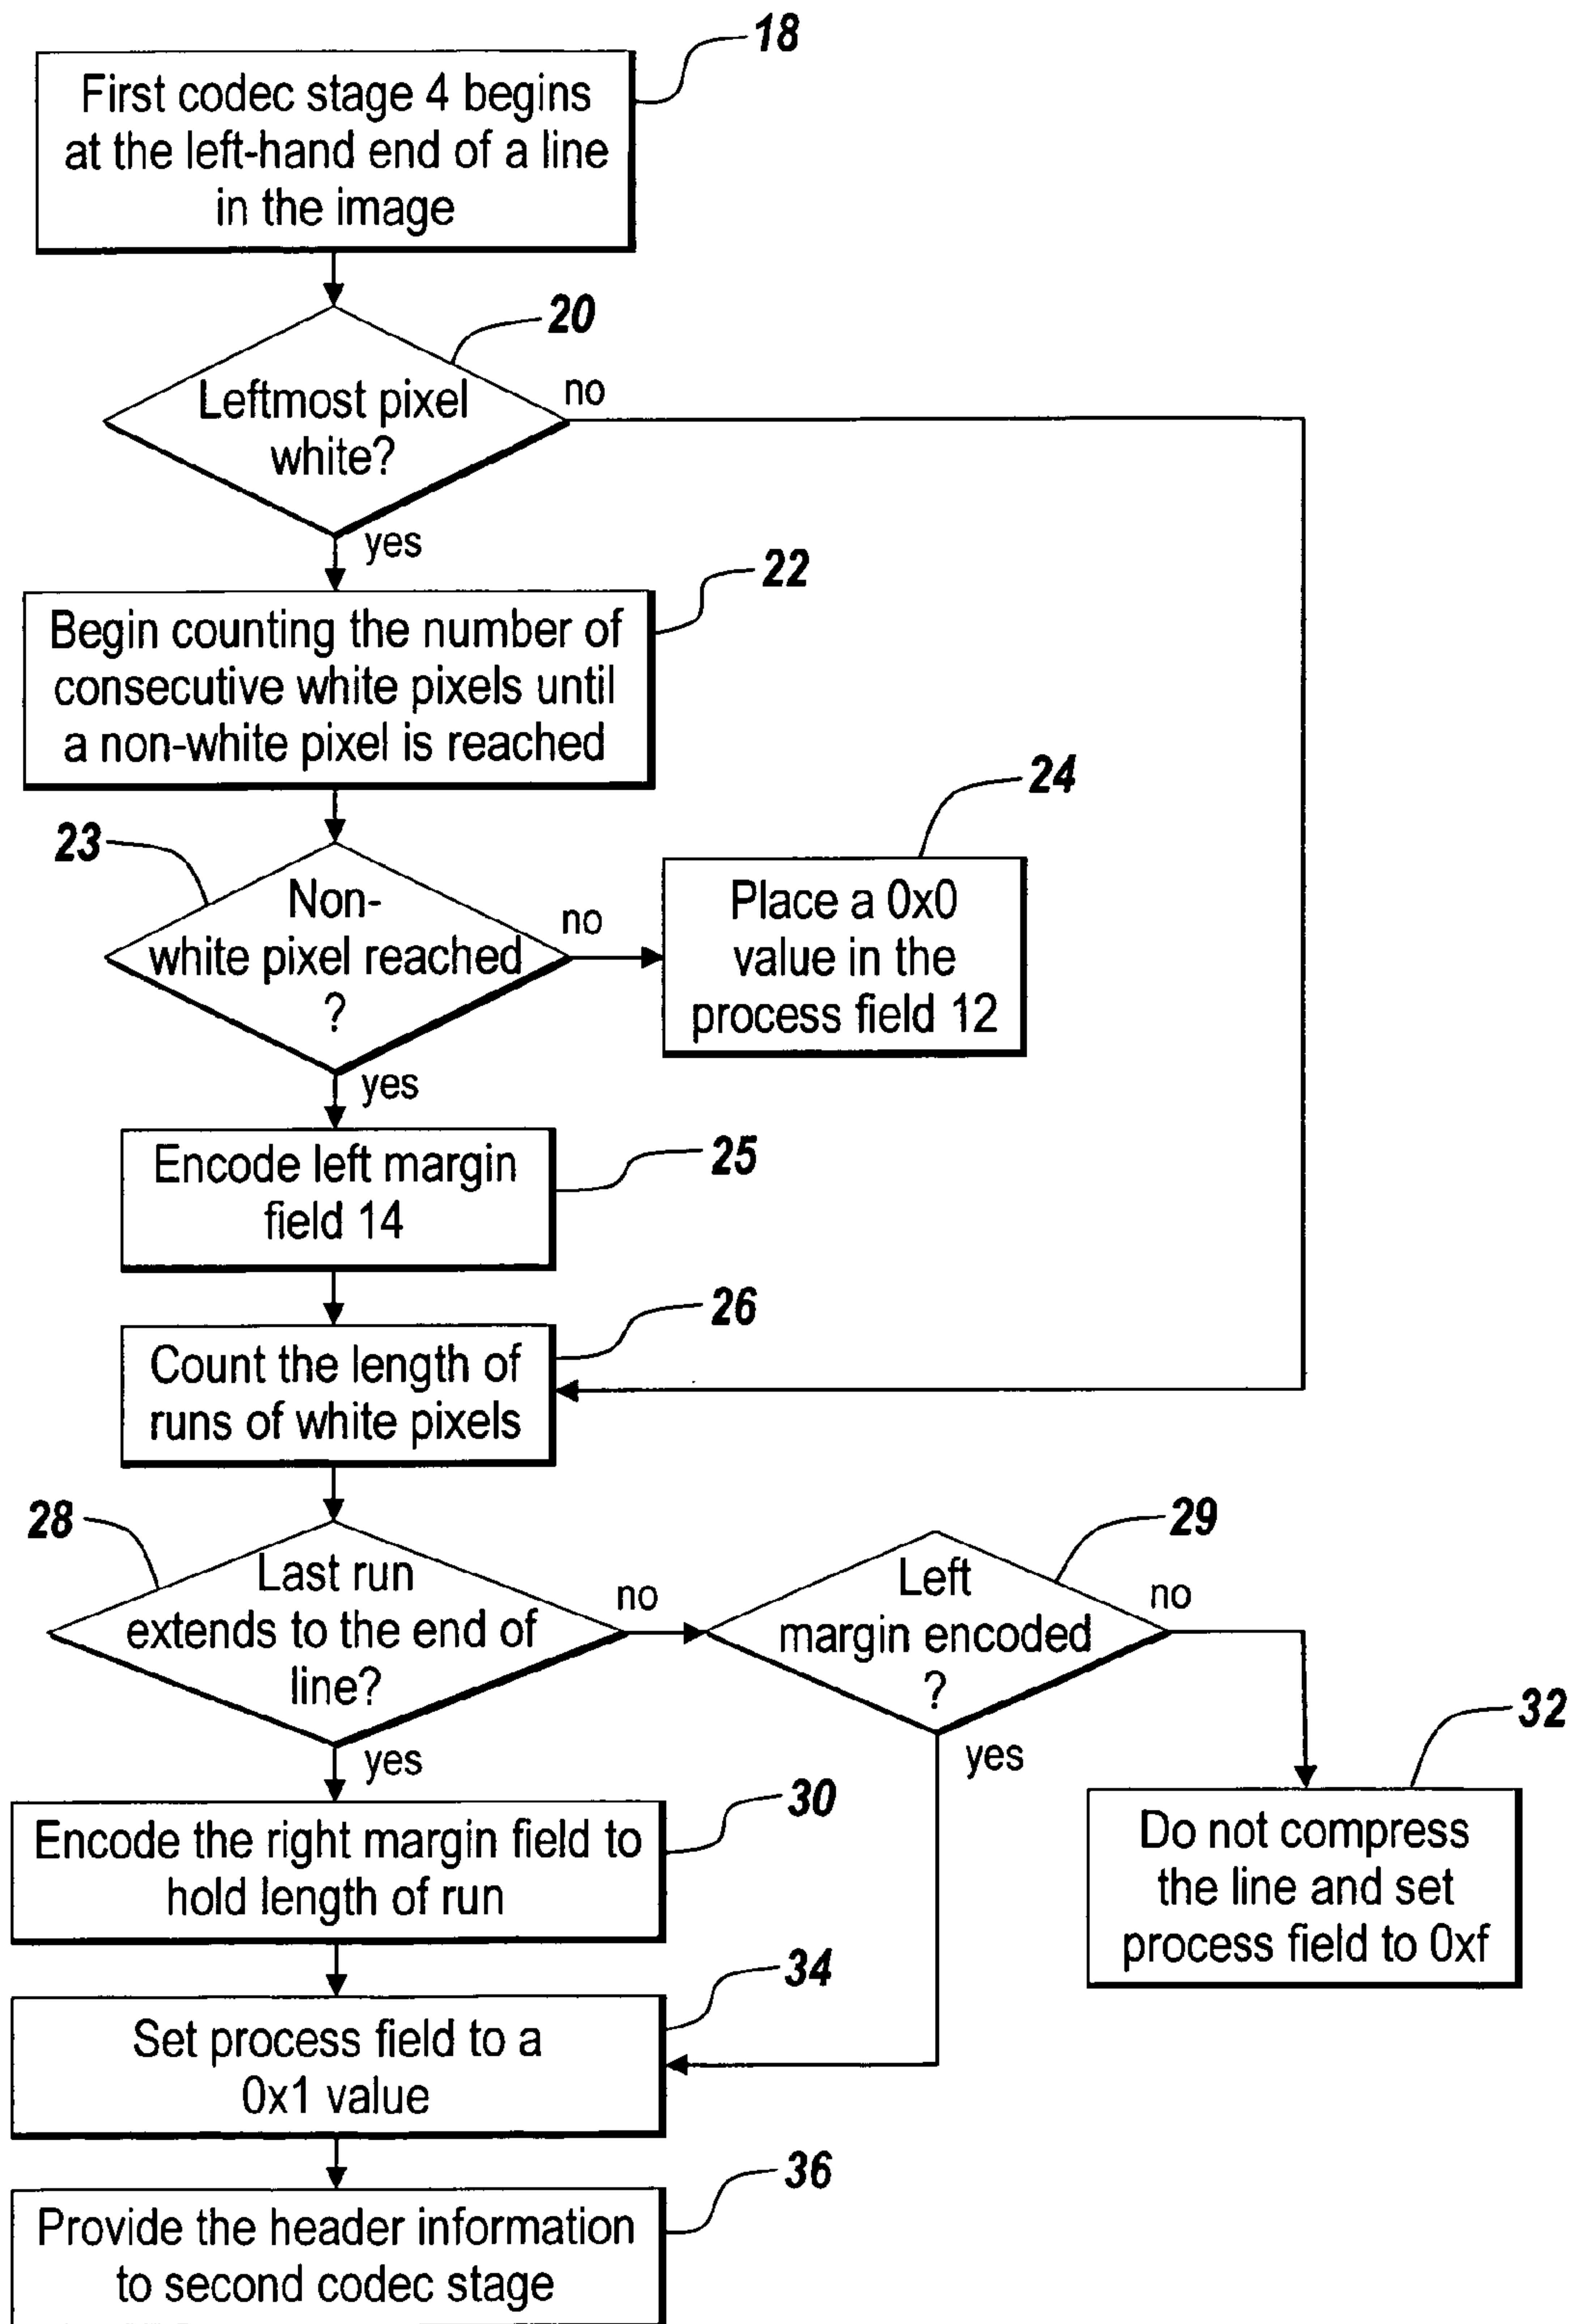 18
First codec stage 4 begins
at the left-hand end of a line
in the image
20
Leftmost pixel
white?
no
yes
22
Begin counting the number of
consecutive white pixels until
a non-white pixel is reached
23
Non-
white pixel reached
?
no
24
Place a 0x0
value in the
process field 12
yes
25
Encode left margin
field 14
26
Count the length of
runs of white pixels
28
Last run
extends to the end of
line?
no
29
Left
margin encoded
?
no
yes
yes
30
Encode the right margin field to
hold length of run
32
Do not compress
the line and set
process field to 0xf
34
Set process field to a
0x1 value
36
Provide the header information
to second codec stage